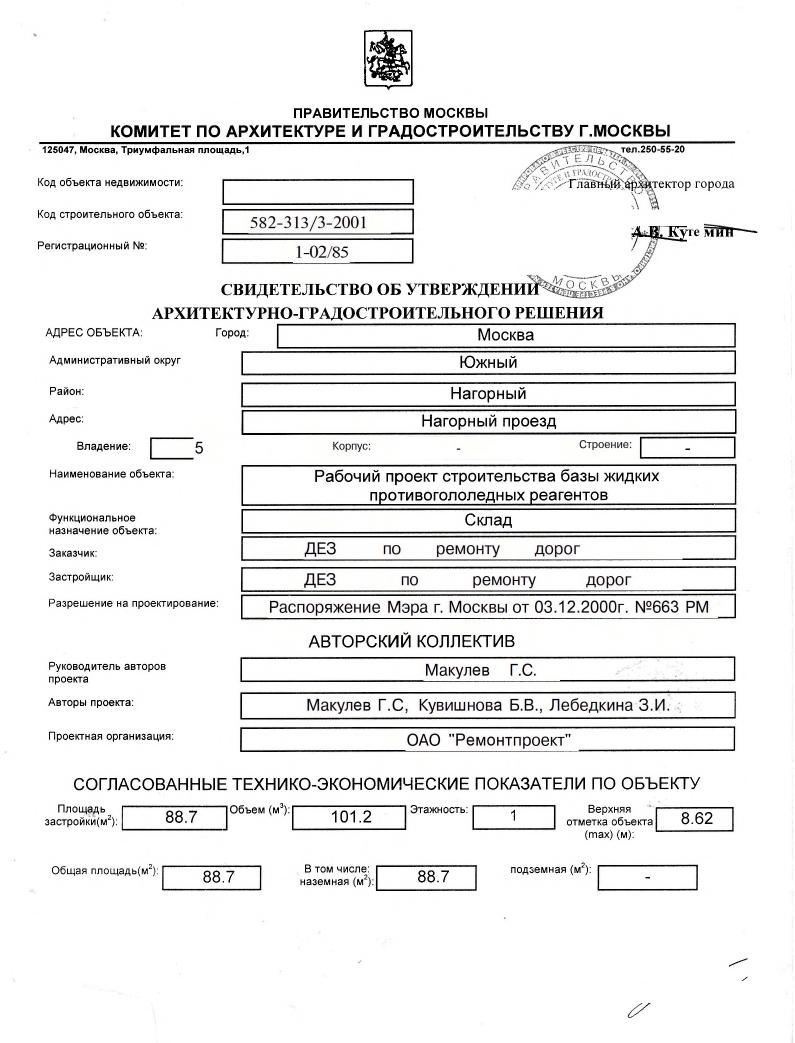 ПРАВИТЕЛЬСТВО МОСКВЫ
КОМИТЕТ ПО АРХИТЕКТУРЕ И ГРАДОСТРОИТЕЛЬСТВУ Г.МОСКВЫ
125047, Москва, Триумфальная площадь,1 тел.250-55-20
Код объекта недвижимости:
Главный архитектор города
Код строительного объекта: 582-313/3-2001
А.В. Кузьмин
Регистрационный №: 1-02/85
СВИДЕТЕЛЬСТВО ОБ УТВЕРЖДЕНИИ
АРХИТЕКТУРНО-ГРАДОСТРОИТЕЛЬНОГО РЕШЕНИЯ
АДРЕС ОБЪЕКТА: Город: Москва
Административный округ Южный
Район: Нагорный
Адрес: Нагорный проезд
Владение: 5 Корпус: - Строение: -
Наименование объекта: Рабочий проект строительства базы жидких
противогололедных реагентов
Функциональное
назначение объекта: Склад
Заказчик: ДЕЗ по ремонту дорог
Застройщик: ДЕЗ по ремонту дорог
Разрешение на проектирование: Распоряжение Мэра г. Москвы от 03.12.2000г. №663 РМ
АВТОРСКИЙ КОЛЛЕКТИВ
Руководитель авторов
проекта Макулев Г.С.
Авторы проекта: Макулев Г.С, Кувишнова Б.В., Лебедкина З.И.
Проектная организация: ОАО "Ремонтпроект"
СОГЛАСОВАННЫЕ ТЕХНИКО-ЭКОНОМИЧЕСКИЕ ПОКАЗАТЕЛИ ПО ОБЪЕКТУ
Площадь
застройки(м²): 88.7 Объем (м³): 101.2 Этажность: 1 Верхняя
отметка объекта
(max) (м): 8.62
Общая площадь(м²): 88.7 В том числе:
наземная (м²): 88.7 подземная (м²): -